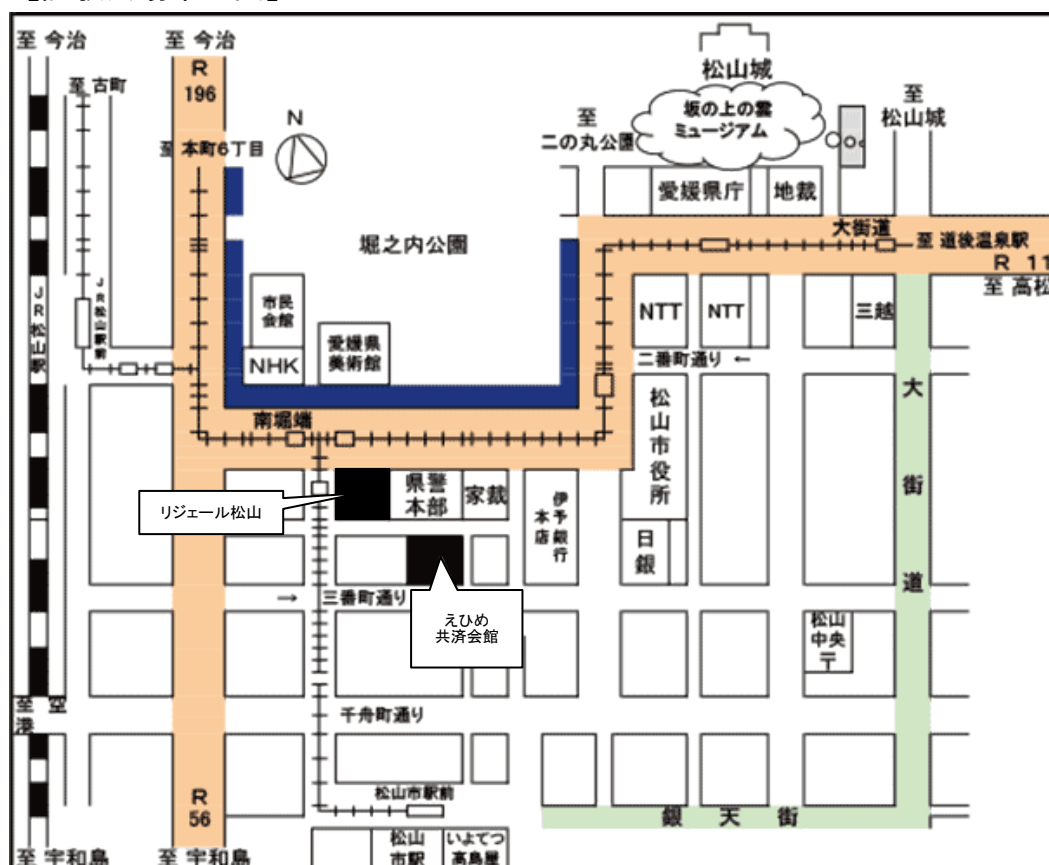 至 今治
至 今治
R
196
至 古町
至 本町6丁目
N
松山城
坂の上の雲
ミュージアム
至
二の丸公園
至
松山城
愛媛県庁
地裁
大街道
至 道後温泉駅
R 11
至 高松
堀之内公園
市民
会館
NHK
愛媛県
美術館
JR松山駅
JR松山駅前
NTT
NTT
三越
二番町通り ←
南堀端
松山市役所
大街道
リジェール松山
県警
本部
家裁
伊予銀行
本店
日銀
→ 三番町通り
えひめ
共済会館
松山
中央
〒
至 空
港
千舟町通り
R
56
松山市駅前
銀天街
松山
市駅
いよてつ
高島屋
至 宇和島
至 宇和島